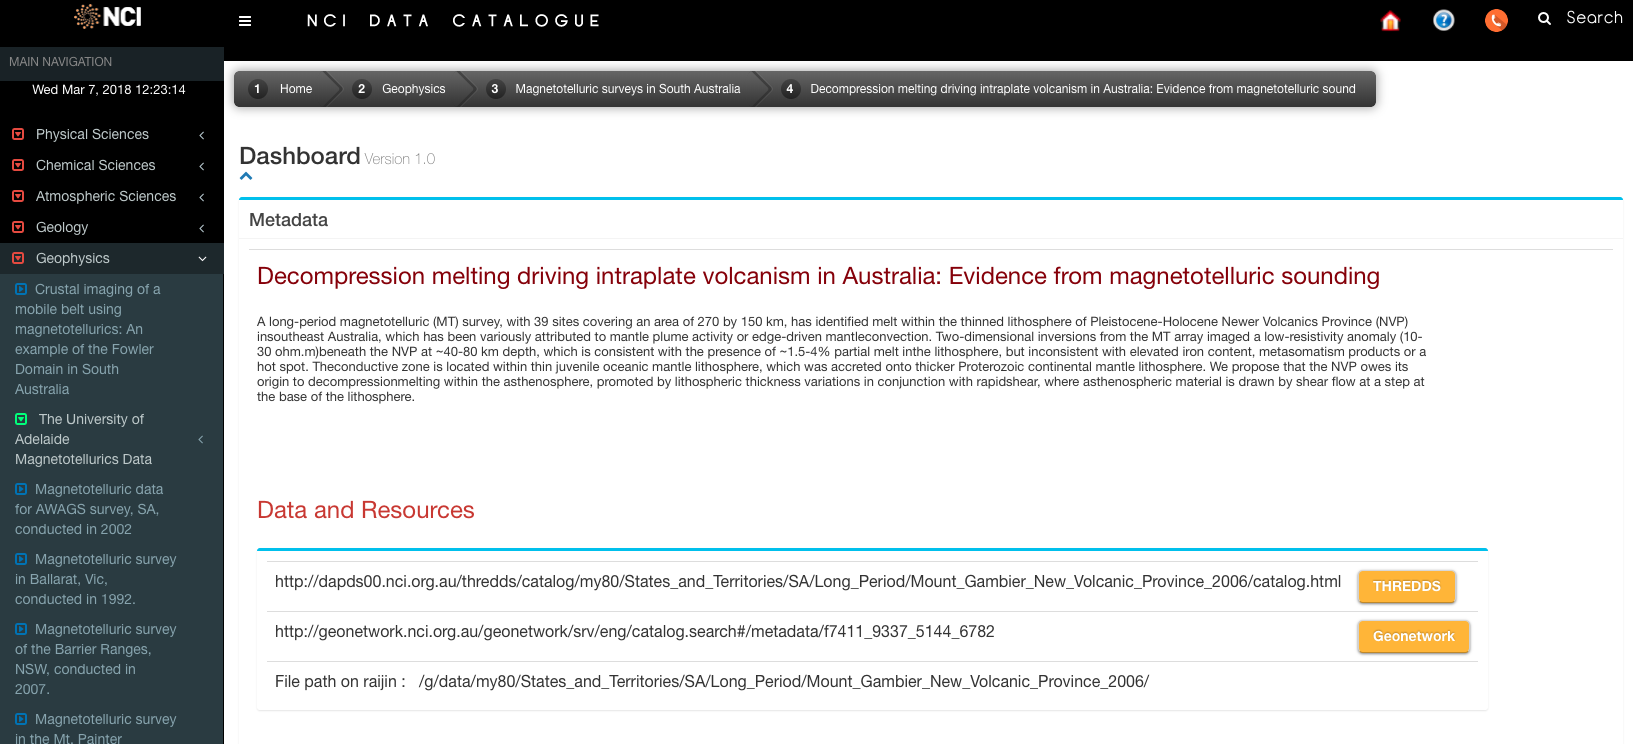 NCI
NCI DATA CATALOGUE
Search
MAIN NAVIGATION
Wed Mar 7, 2018 12:23:14
Physical Sciences
Chemical Sciences
Atmospheric Sciences
Geology
Geophysics
Crustal imaging of a
mobile belt using
magnetotellurics: An
example of the Fowler
Domain in South
Australia
The University of
Adelaide
Magnetotellurics Data
Magnetotelluric data
for AWAGS survey, SA,
conducted in 2002
Magnetotelluric survey
in Ballarat, Vic,
conducted in 1992.
Magnetotelluric survey
of the Barrier Ranges,
NSW, conducted in
2007.
Magnetotelluric survey
in the Mt. Painter
1 Home 2 Geophysics 3 Magnetotelluric surveys in South Australia 4 Decompression melting driving intraplate volcanism in Australia: Evidence from magnetotelluric sound
Dashboard Version 1.0
Metadata
Decompression melting driving intraplate volcanism in Australia: Evidence from magnetotelluric sounding
A long-period magnetotelluric (MT) survey, with 39 sites covering an area of 270 by 150 km, has identified melt within the thinned lithosphere of Pleistocene-Holocene Newer Volcanics Province (NVP)
insoutheast Australia, which has been variously attributed to mantle plume activity or edge-driven mantleconvection. Two-dimensional inversions from the MT array imaged a low-resistivity anomaly (10-
30 ohm.m)beneath the NVP at ~40-80 km depth, which is consistent with the presence of ~1.5-4% partial melt inthe lithosphere, but inconsistent with elevated iron content, metasomatism products or a
hot spot. Theconductive zone is located within thin juvenile oceanic mantle lithosphere, which was accreted onto thicker Proterozoic continental mantle lithosphere. We propose that the NVP owes its
origin to decompressionmelting within the asthenosphere, promoted by lithospheric thickness variations in conjunction with rapidshear, where asthenospheric material is drawn by shear flow at a step at
the base of the lithosphere.
Data and Resources
http://dapds00.nci.org.au/thredds/catalog/my80/States_and_Territories/SA/Long_Period/Mount_Gambier_New_Volcanic_Province_2006/catalog.html THREDDS
http://geonetwork.nci.org.au/geonetwork/srv/eng/catalog.search#/metadata/f7411_9337_5144_6782 Geonetwork
File path on raijin : /g/data/my80/States_and_Territories/SA/Long_Period/Mount_Gambier_New_Volcanic_Province_2006/